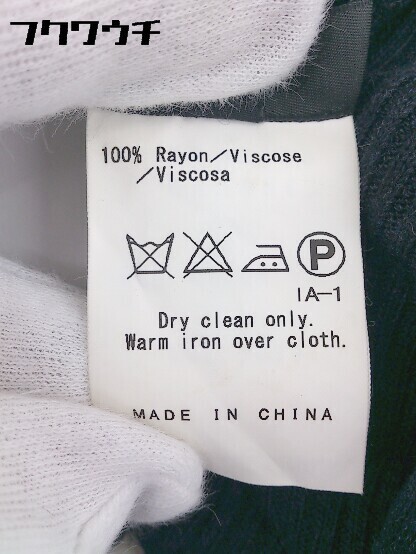 フクワウチ
100% Rayon/Viscose
/Viscosa
P
IA-1
Dry clean only.
Warm iron over cloth.
MADE IN CHINA